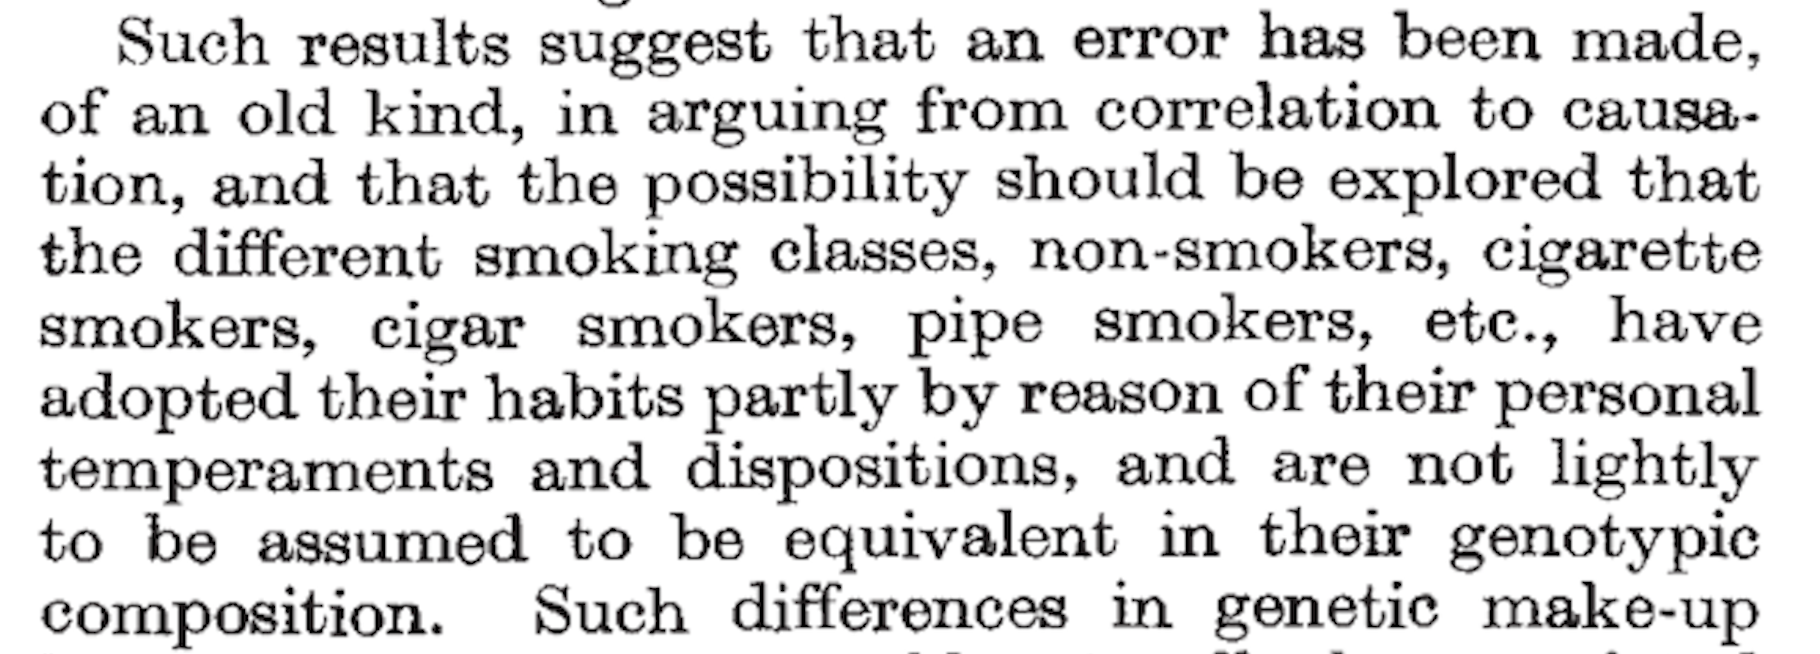 Such results suggest that an error has been made,
of an old kind, in arguing from correlation to causa-
tion, and that the possibility should be explored that
the different smoking classes, non-smokers, cigarette
smokers, cigar smokers, pipe smokers, etc., have
adopted their habits partly by reason of their personal
temperaments and dispositions, and are not lightly
to be assumed to be equivalent in their genotypic
composition. Such differences in genetic make-up